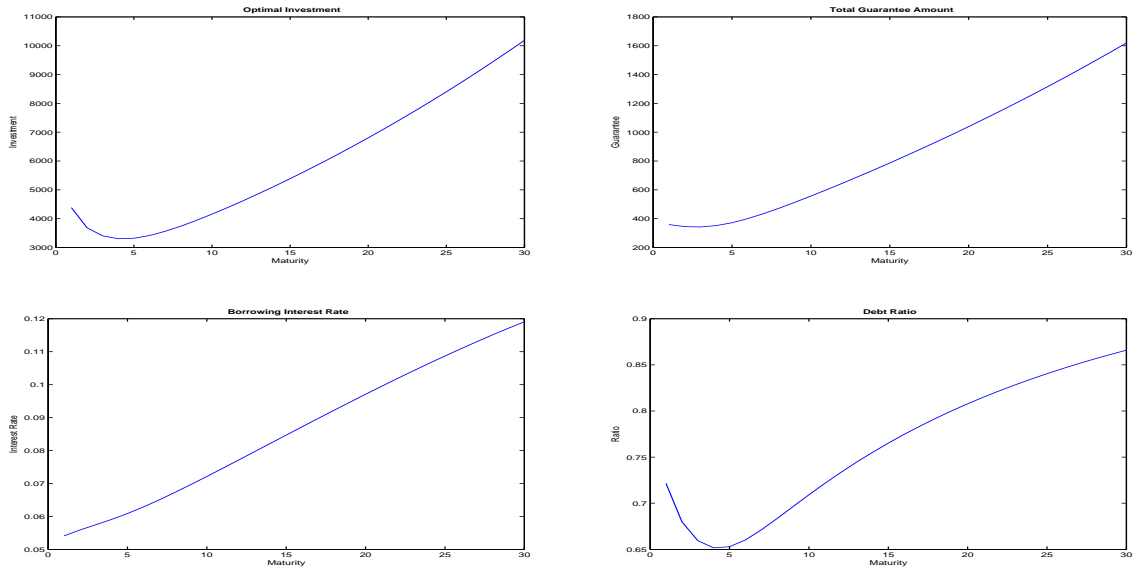 Optimal Investment
11000
10000
9000
8000
7000
6000
5000
4000
3000
Investment
0 5 10 15 20 25 30
Maturity
Total Guarantee Amount
1800
1600
1400
1200
1000
800
600
400
200
Guarantee
0 5 10 15 20 25 30
Maturity
Borrowing Interest Rate
0.12
0.11
0.1
0.09
0.08
0.07
0.06
0.05
Interest Rate
0 5 10 15 20 25 30
Maturity
Debt Ratio
0.9
0.85
0.8
0.75
0.7
0.65
Ratio
0 5 10 15 20 25 30
Maturity